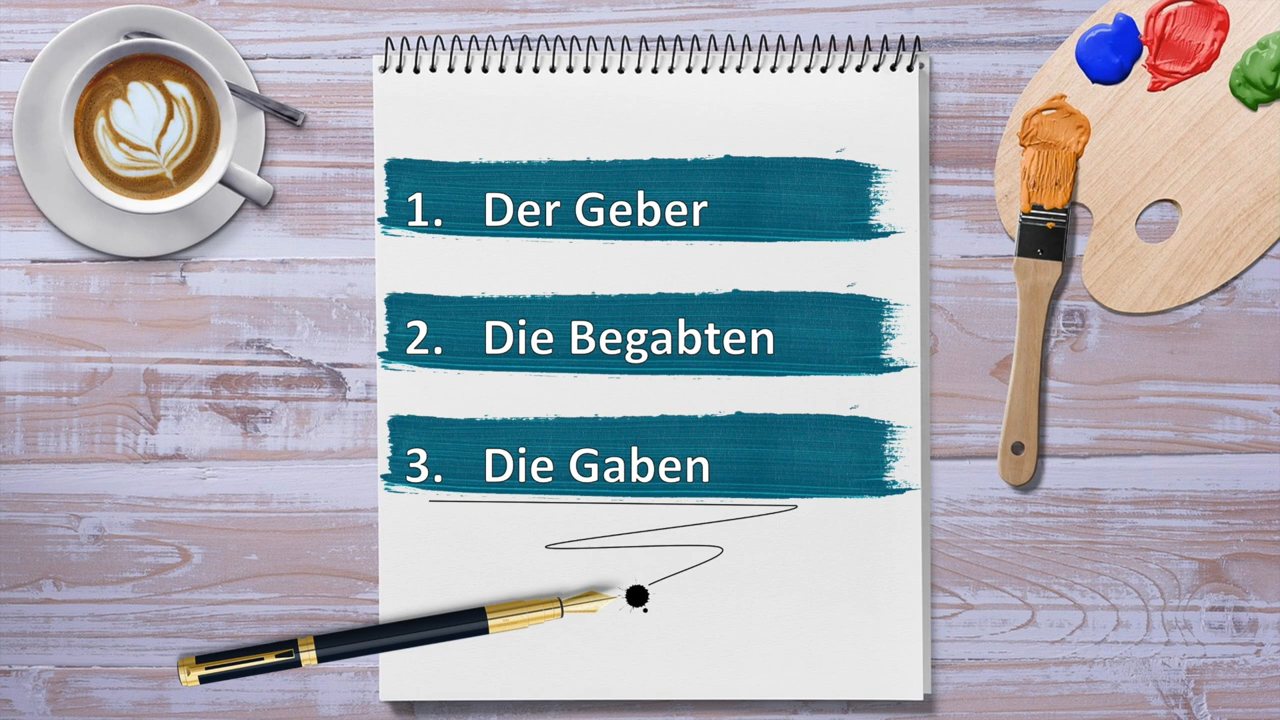 1. Der Geber
2. Die Begabten
3. Die Gaben